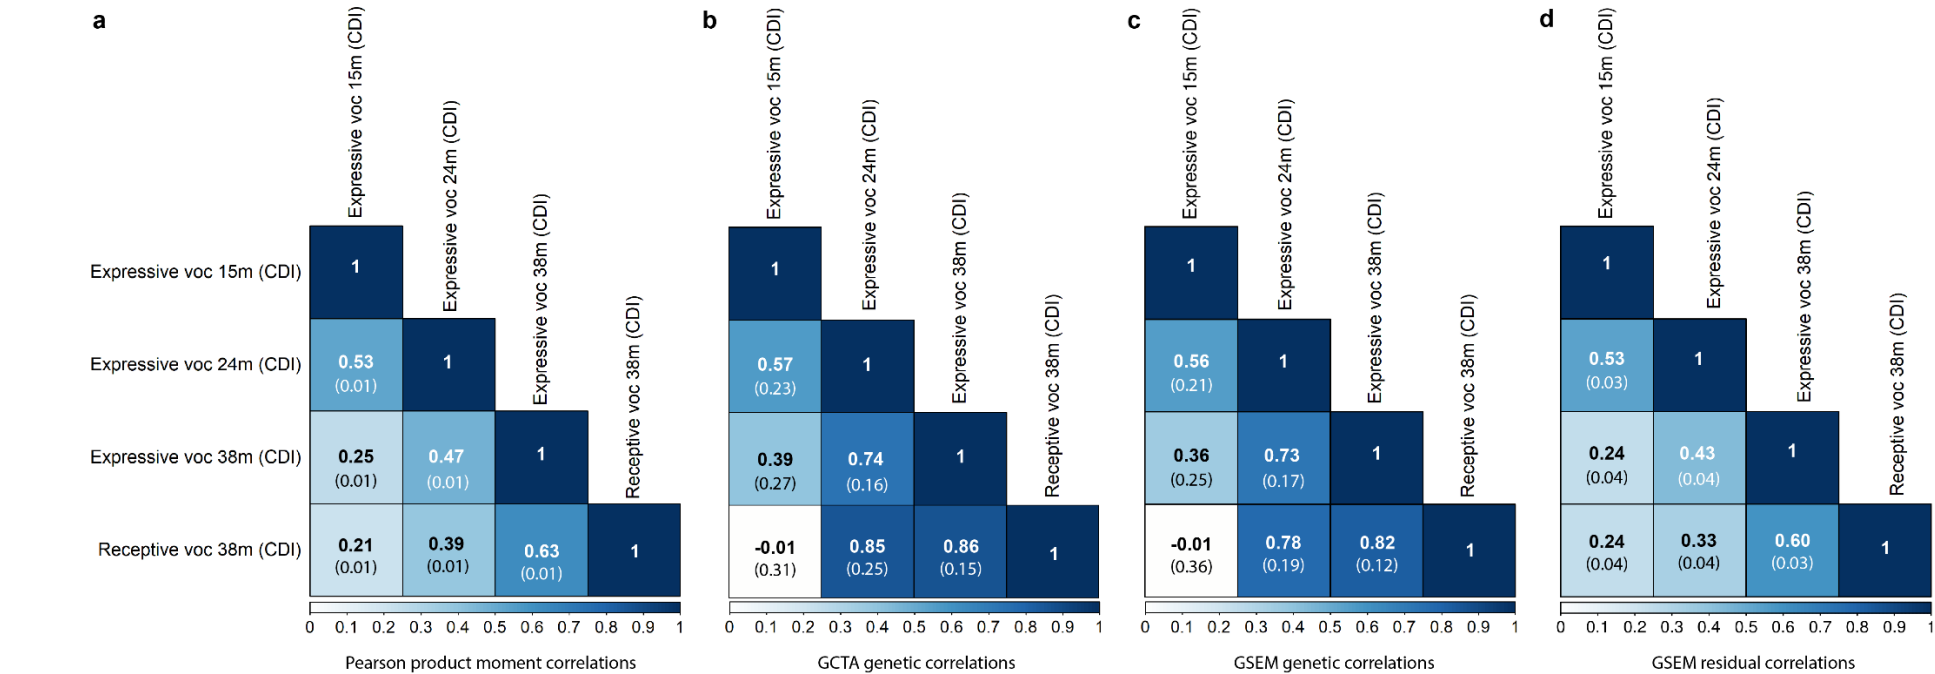 a
b
c
d
Expressive voc 15m (CDI)
Expressive voc 24m (CDI)
Expressive voc 38m (CDI)
Receptive voc 38m (CDI)
Expressive voc 15m (CDI)
Expressive voc 24m (CDI)
Expressive voc 38m (CDI)
Receptive voc 38m (CDI)
Expressive voc 15m (CDI)
Expressive voc 24m (CDI)
Expressive voc 38m (CDI)
Receptive voc 38m (CDI)
Expressive voc 15m (CDI)
Expressive voc 24m (CDI)
Expressive voc 38m (CDI)
Receptive voc 38m (CDI)
Expressive voc 15m (CDI)
Expressive voc 24m (CDI)
Expressive voc 38m (CDI)
Receptive voc 38m (CDI)
1
0.53 1
(0.01)
0.25 0.47 1
(0.01) (0.01)
0.21 0.39 0.63 1
(0.01) (0.01) (0.01)
0 0.1 0.2 0.3 0.4 0.5 0.6 0.7 0.8 0.9 1
Pearson product moment correlations
1
0.57 1
(0.23)
0.39 0.74 1
(0.27) (0.16)
-0.01 0.85 0.86 1
(0.31) (0.25) (0.15)
0 0.1 0.2 0.3 0.4 0.5 0.6 0.7 0.8 0.9 1
GCTA genetic correlations
1
0.56 1
(0.21)
0.36 0.73 1
(0.25) (0.17)
-0.01 0.78 0.82 1
(0.36) (0.19) (0.12)
0 0.1 0.2 0.3 0.4 0.5 0.6 0.7 0.8 0.9 1
GSEM genetic correlations
1
0.53 1
(0.03)
0.24 0.43 1
(0.04) (0.04)
0.24 0.33 0.60 1
(0.04) (0.04) (0.03)
0 0.1 0.2 0.3 0.4 0.5 0.6 0.7 0.8 0.9 1
GSEM residual correlations